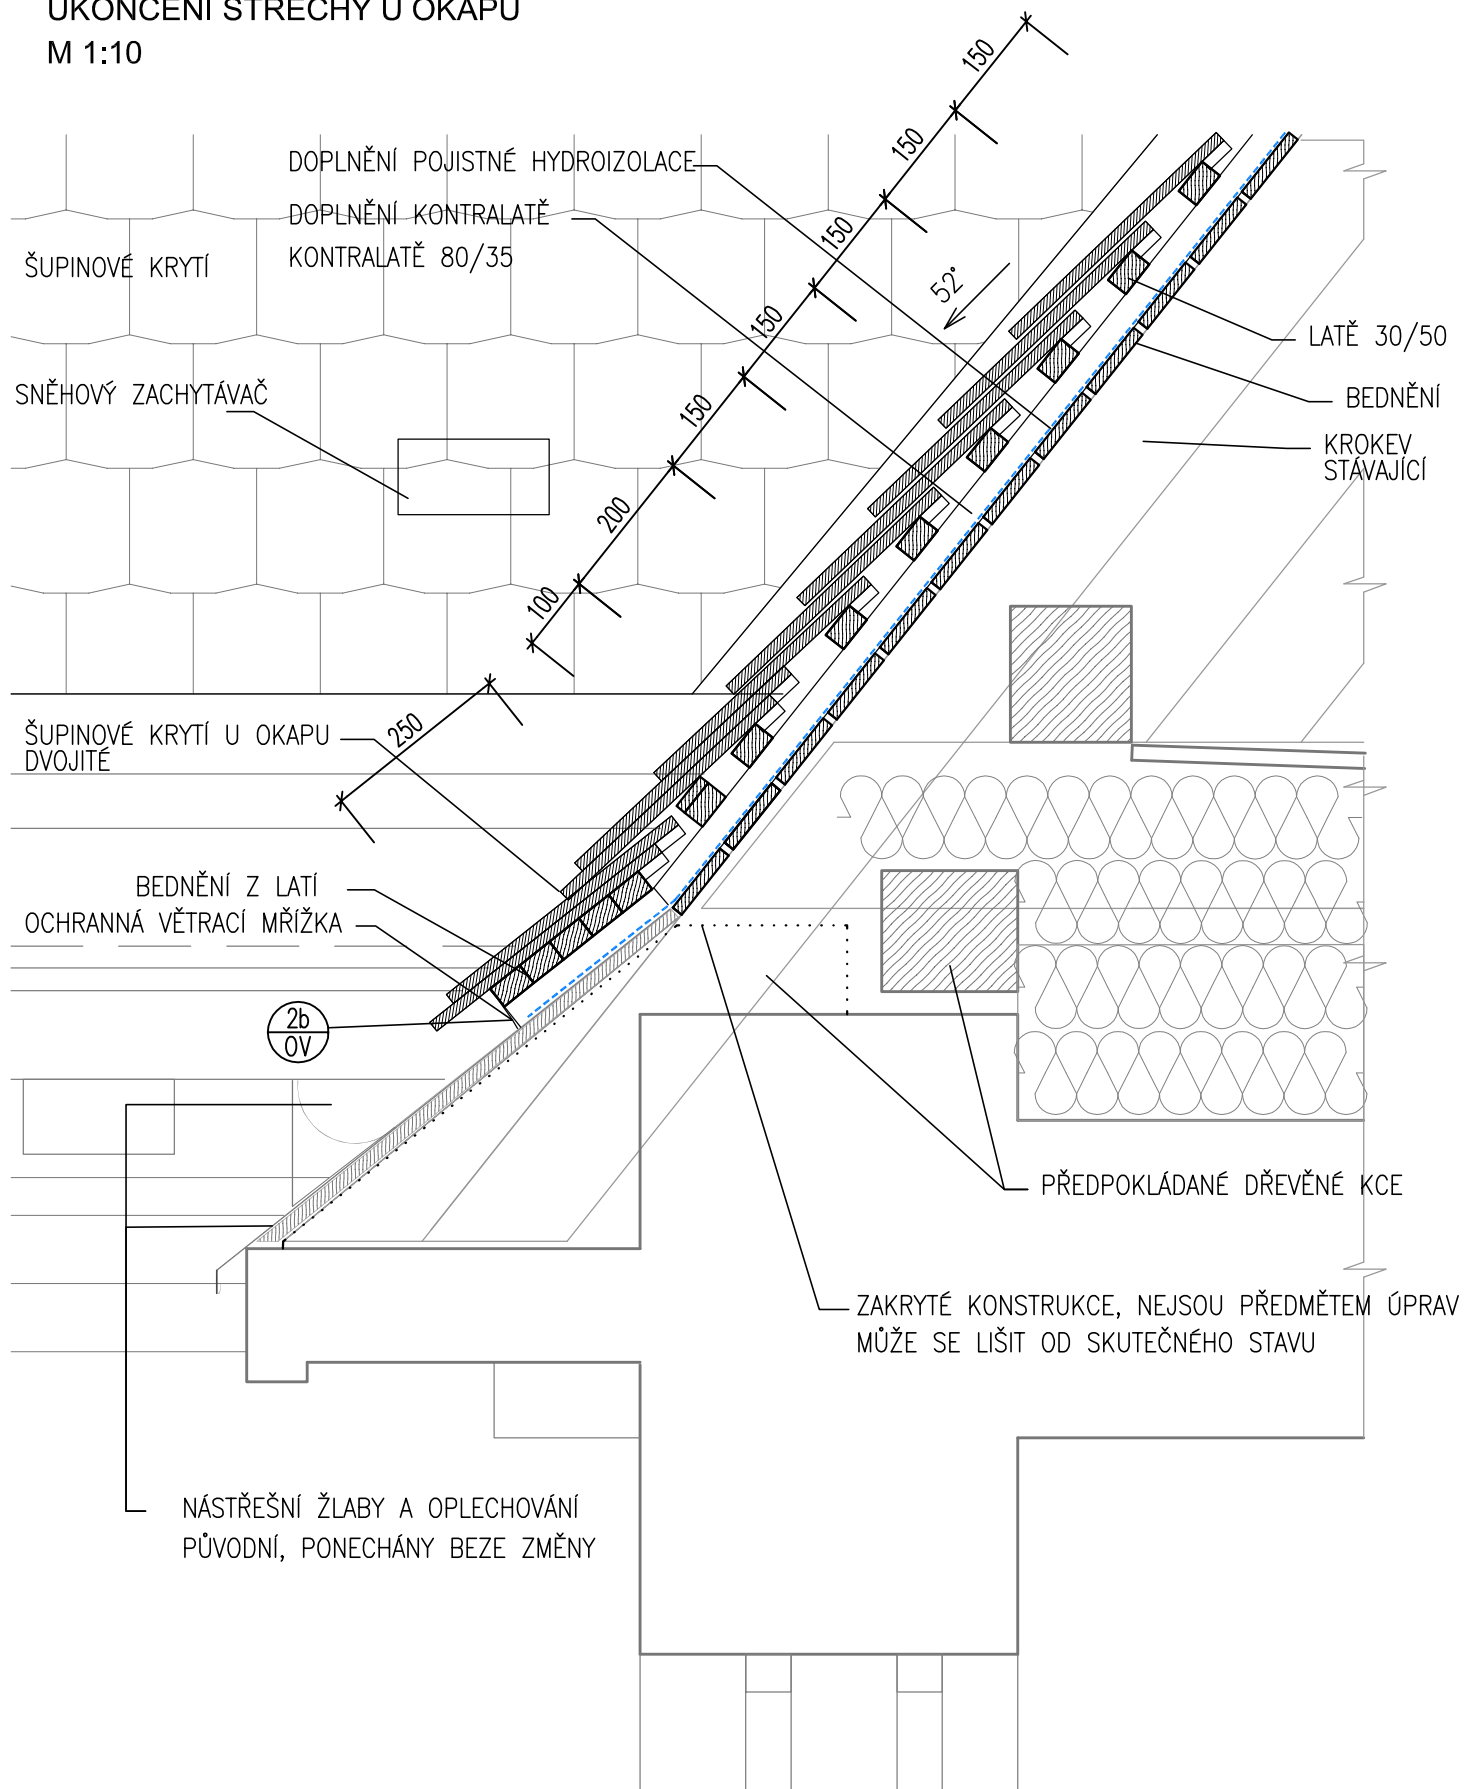 UKONČENÍ STŘECHY U OKAPU
M 1:10
150
150
150
150
150
200
100
250
DOPLNĚNÍ POJISTNÉ HYDROIZOLACE
DOPLNĚNÍ KONTRALATĚ
KONTRALATĚ 80/35
ŠUPINOVÉ KRYTÍ
52°
LATĚ 30/50
BEDNĚNÍ
SNĚHOVÝ ZACHYTÁVAČ
KROKEV
STÁVAJÍCÍ
ŠUPINOVÉ KRYTÍ U OKAPU
DVOJITÉ
BEDNĚNÍ Z LATÍ
OCHRANNÁ VĚTRACÍ MŘÍŽKA
2b
OV
PŘEDPOKLÁDANÉ DŘEVĚNÉ KCE
ZAKRYTÉ KONSTRUKCE, NEJSOU PŘEDMĚTEM ÚPRAV
MŮŽE SE LIŠIT OD SKUTEČNÉHO STAVU
NÁSTŘEŠNÍ ŽLABY A OPLECHOVÁNÍ
PŮVODNÍ, PONECHÁNY BEZE ZMĚNY